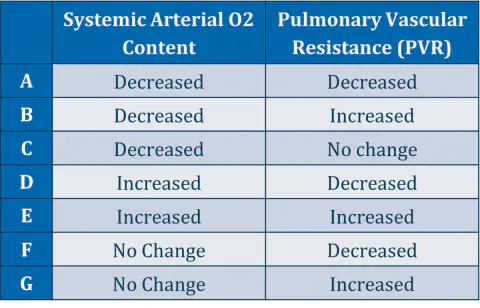 Systemic Arterial O2 Content Pulmonary Vascular Resistance (PVR)
A Decreased Decreased
B Decreased Increased
C Decreased No change
D Increased Decreased
E Increased Increased
F No Change Decreased
G No Change Increased